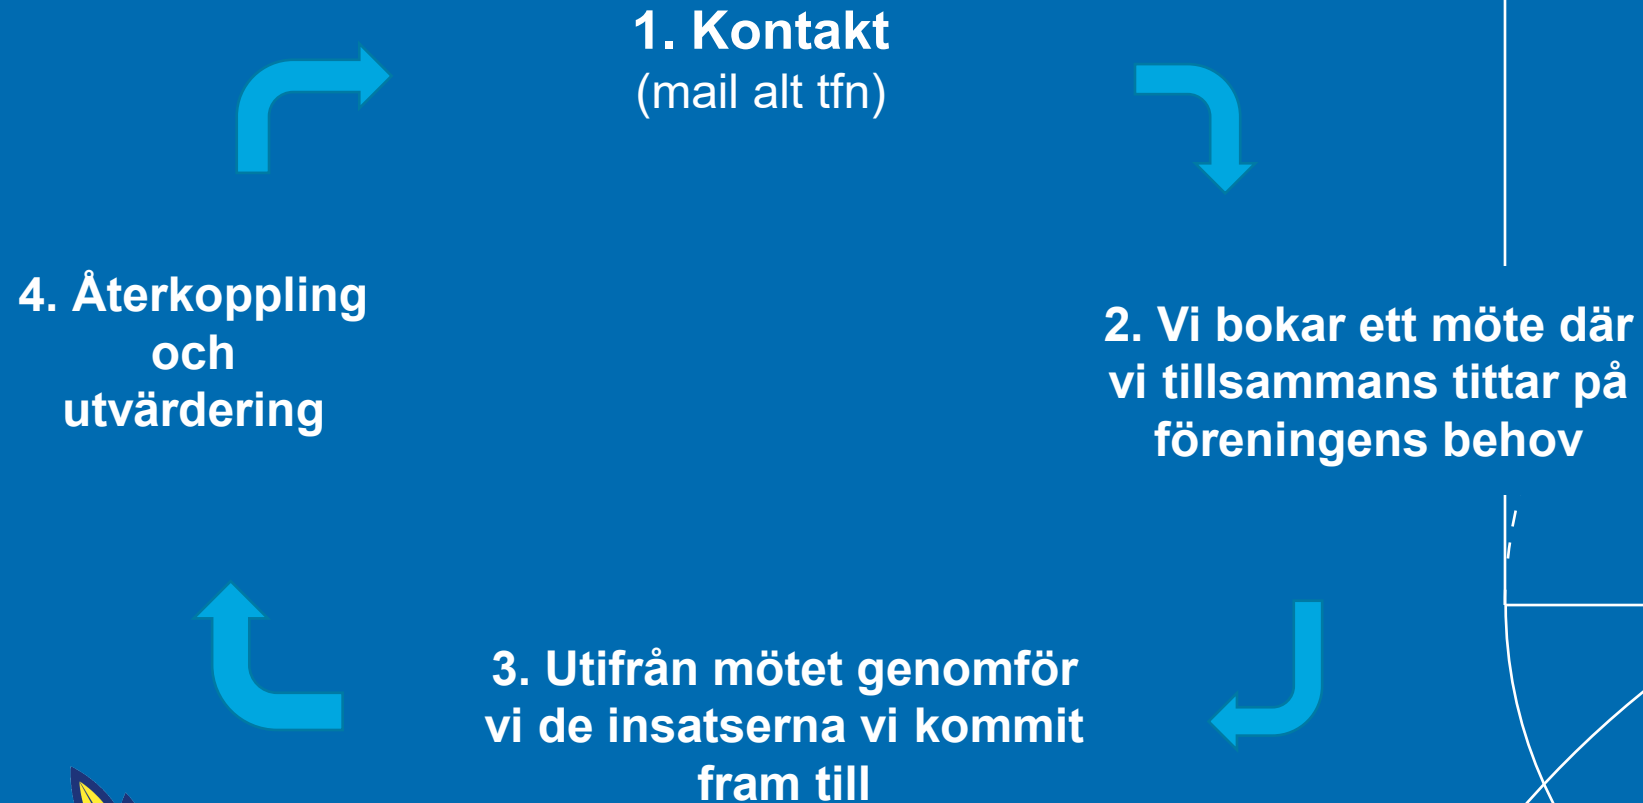 1. Kontakt
(mail alt tfn)
2. Vi bokar ett möte där
vi tillsammans tittar på
föreningens behov
3. Utifrån mötet genomför
vi de insatserna vi kommit
fram till
4. Återkoppling
och
utvärdering